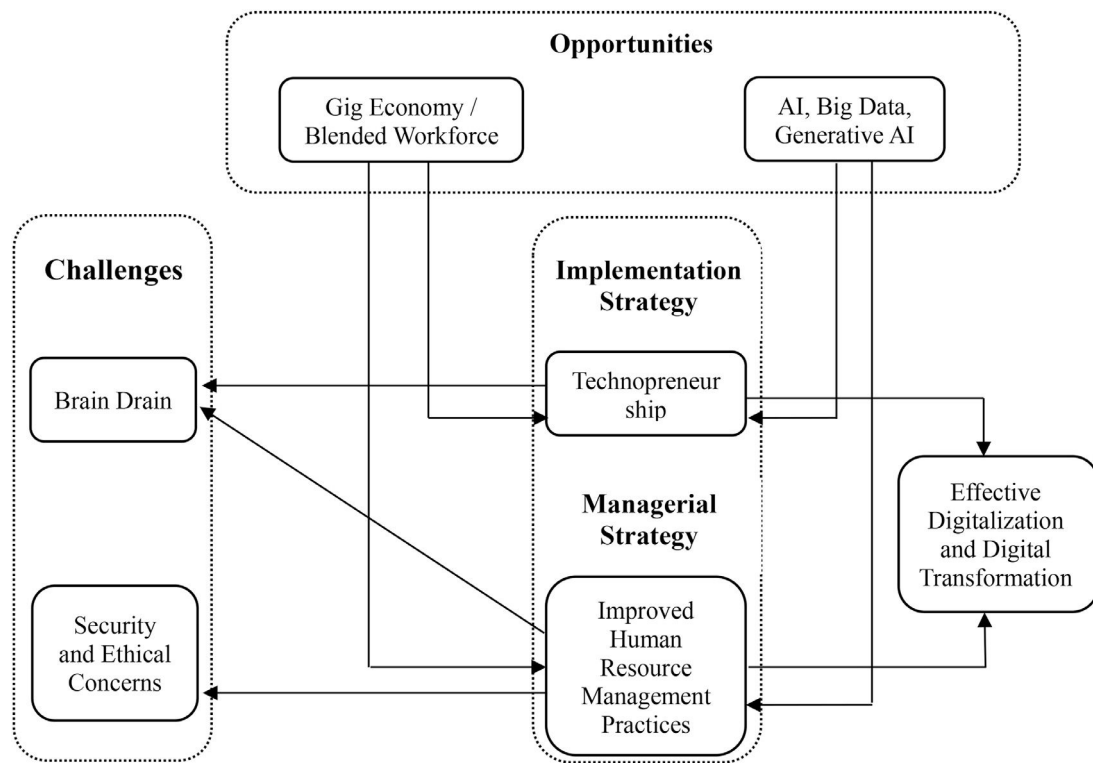 Opportunities
Gig Economy /
Blended Workforce
AI, Big Data,
Generative AI
Challenges
Brain Drain
Security
and Ethical
Concerns
Implementation
Strategy
Technopreneur
ship
Managerial
Strategy
Improved
Human
Resource
Management
Practices
Effective
Digitalization
and Digital
Transformation